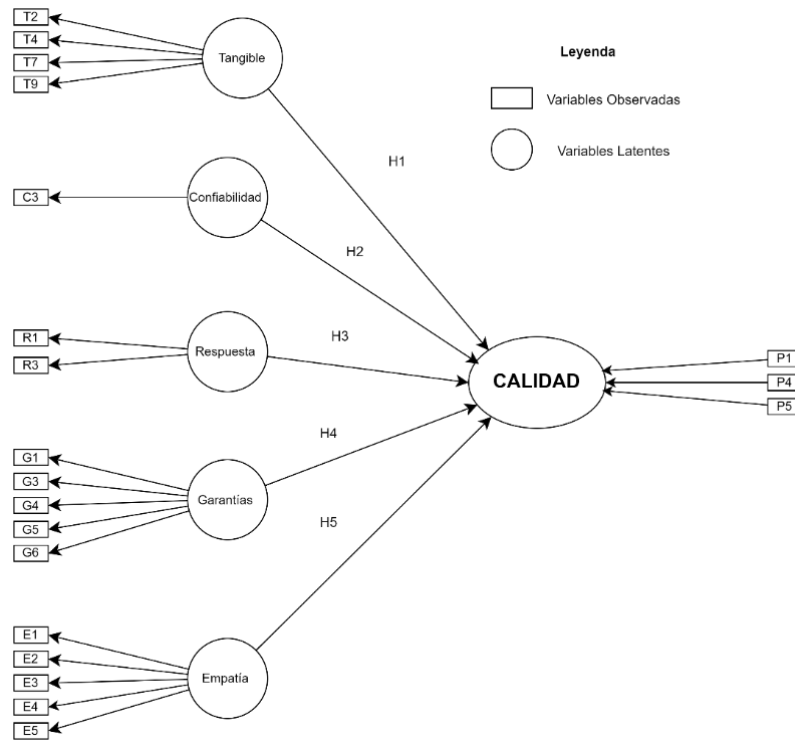 T2
T4
T7
T9
Tangible
Leyenda
Variables Observadas
Variables Latentes
H1
C3
Confiabilidad
H2
R1
R3
Respuesta
H3
CALIDAD
P1
P4
P5
H4
G1
G3
G4
G5
G6
Garantías
H5
E1
E2
E3
E4
E5
Empatía